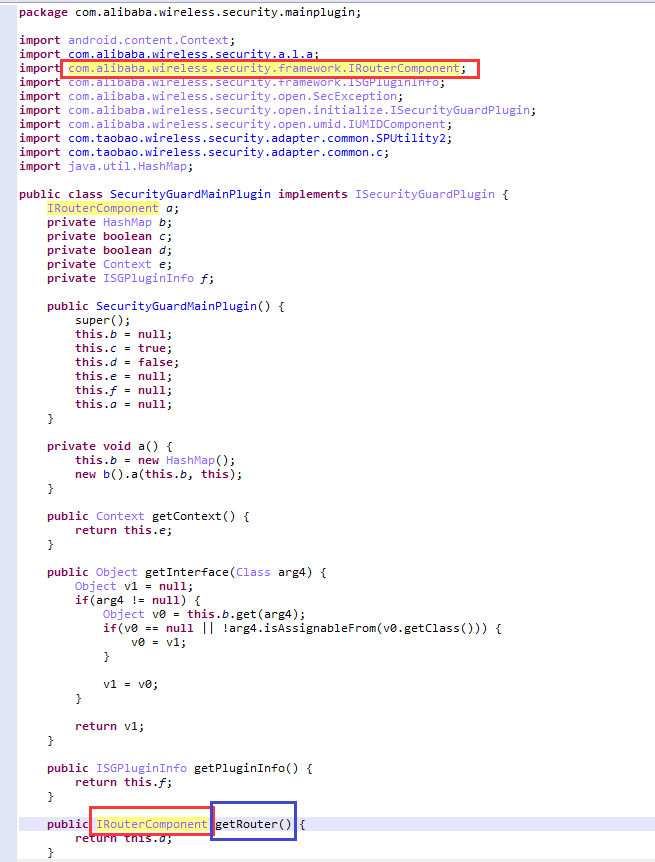 package com.alibaba.wireless.security.mainplugin;
import android.content.Context;
import com.alibaba.wireless.security.a.l.a;
import com.alibaba.wireless.security.framework.IRouterComponent;
import com.alibaba.wireless.security.framework.ISGPluginInfo;
import com.alibaba.wireless.security.open.SecException;
import com.alibaba.wireless.security.open.initialize.ISecurityGuardPlugin;
import com.alibaba.wireless.security.open.umid.IUMIDComponent;
import com.taobao.wireless.security.adapter.common.SPUtility2;
import com.taobao.wireless.security.adapter.common.c;
import java.util.HashMap;
public class SecurityGuardMainPlugin implements ISecurityGuardPlugin {
IRouterComponent a;
private HashMap b;
private boolean c;
private boolean d;
private Context e;
private ISGPluginInfo f;
public SecurityGuardMainPlugin() {
super();
this.b = null;
this.c = true;
this.d = false;
this.e = null;
this.f = null;
this.a = null;
}
private void a() {
this.b = new HashMap();
new b().a(this.b, this);
}
public Context getContext() {
return this.e;
}
public Object getInterface(Class arg4) {
Object v1 = null;
if(arg4 != null) {
Object v0 = this.b.get(arg4);
if(v0 == null || !arg4.isAssignableFrom(v0.getClass())) {
v0 = v1;
}
v1 = v0;
}
return v1;
}
public ISGPluginInfo getPluginInfo() {
return this.f;
}
public IRouterComponent getRouter() {
return this.a;
}